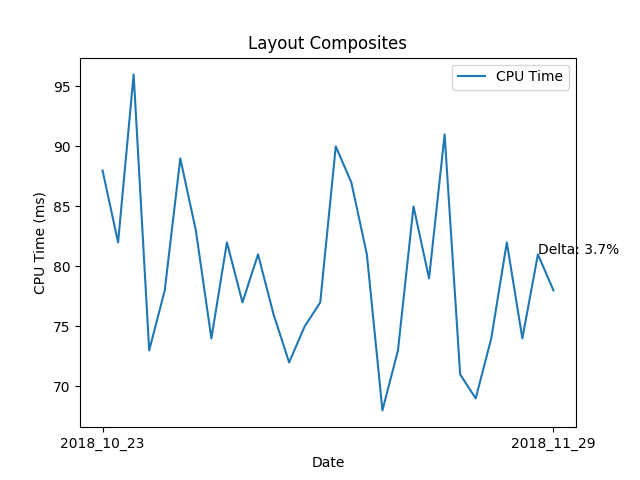 Layout Composites
CPU Time
95
90
85
80
75
70
CPU Time (ms)
Delta: 3.7%
2018_10_23
2018_11_29
Date